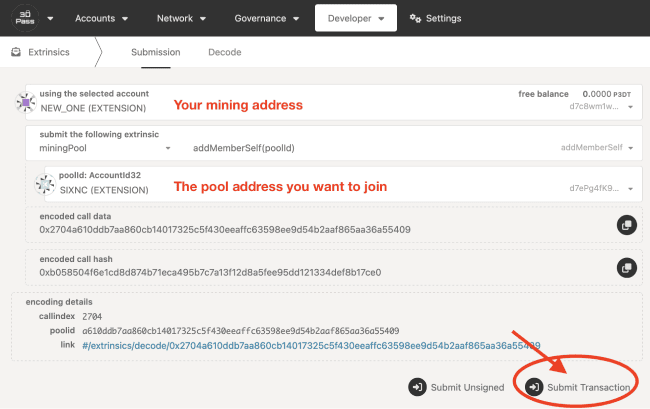 3D Pass
Accounts Network Governance Developer Settings
Extrinsics Submission Decode
using the selected account free balance 0.0000 P3DT
NEW_ONE (EXTENSION) Your mining address d7c8wm1w...
submit the following extrinsic
miningPool addMemberSelf(poolId) addMemberSelf
poolId: AccountId32
SIXNC (EXTENSION) The pool address you want to join d7ePg4fK9...
encoded call data
0x2704a610ddb7aa860cb14017325c5f430eeaffc63598ee9d54b2aaf865aa36a55409
encoded call hash
0xb058504f6e1cd8d874b71eca495b7c7a13f12d8a5fee95dd121334def8b17ce0
encoding details
callindex 2704
poolid a610ddb7aa860cb14017325c5f430eeaffc63598ee9d54b2aaf865aa36a55409
link #/extrinsics/decode/0x2704a610ddb7aa860cb14017325c5f430eeaffc63598ee9d54b2aaf865aa36a55409
Submit Unsigned Submit Transaction